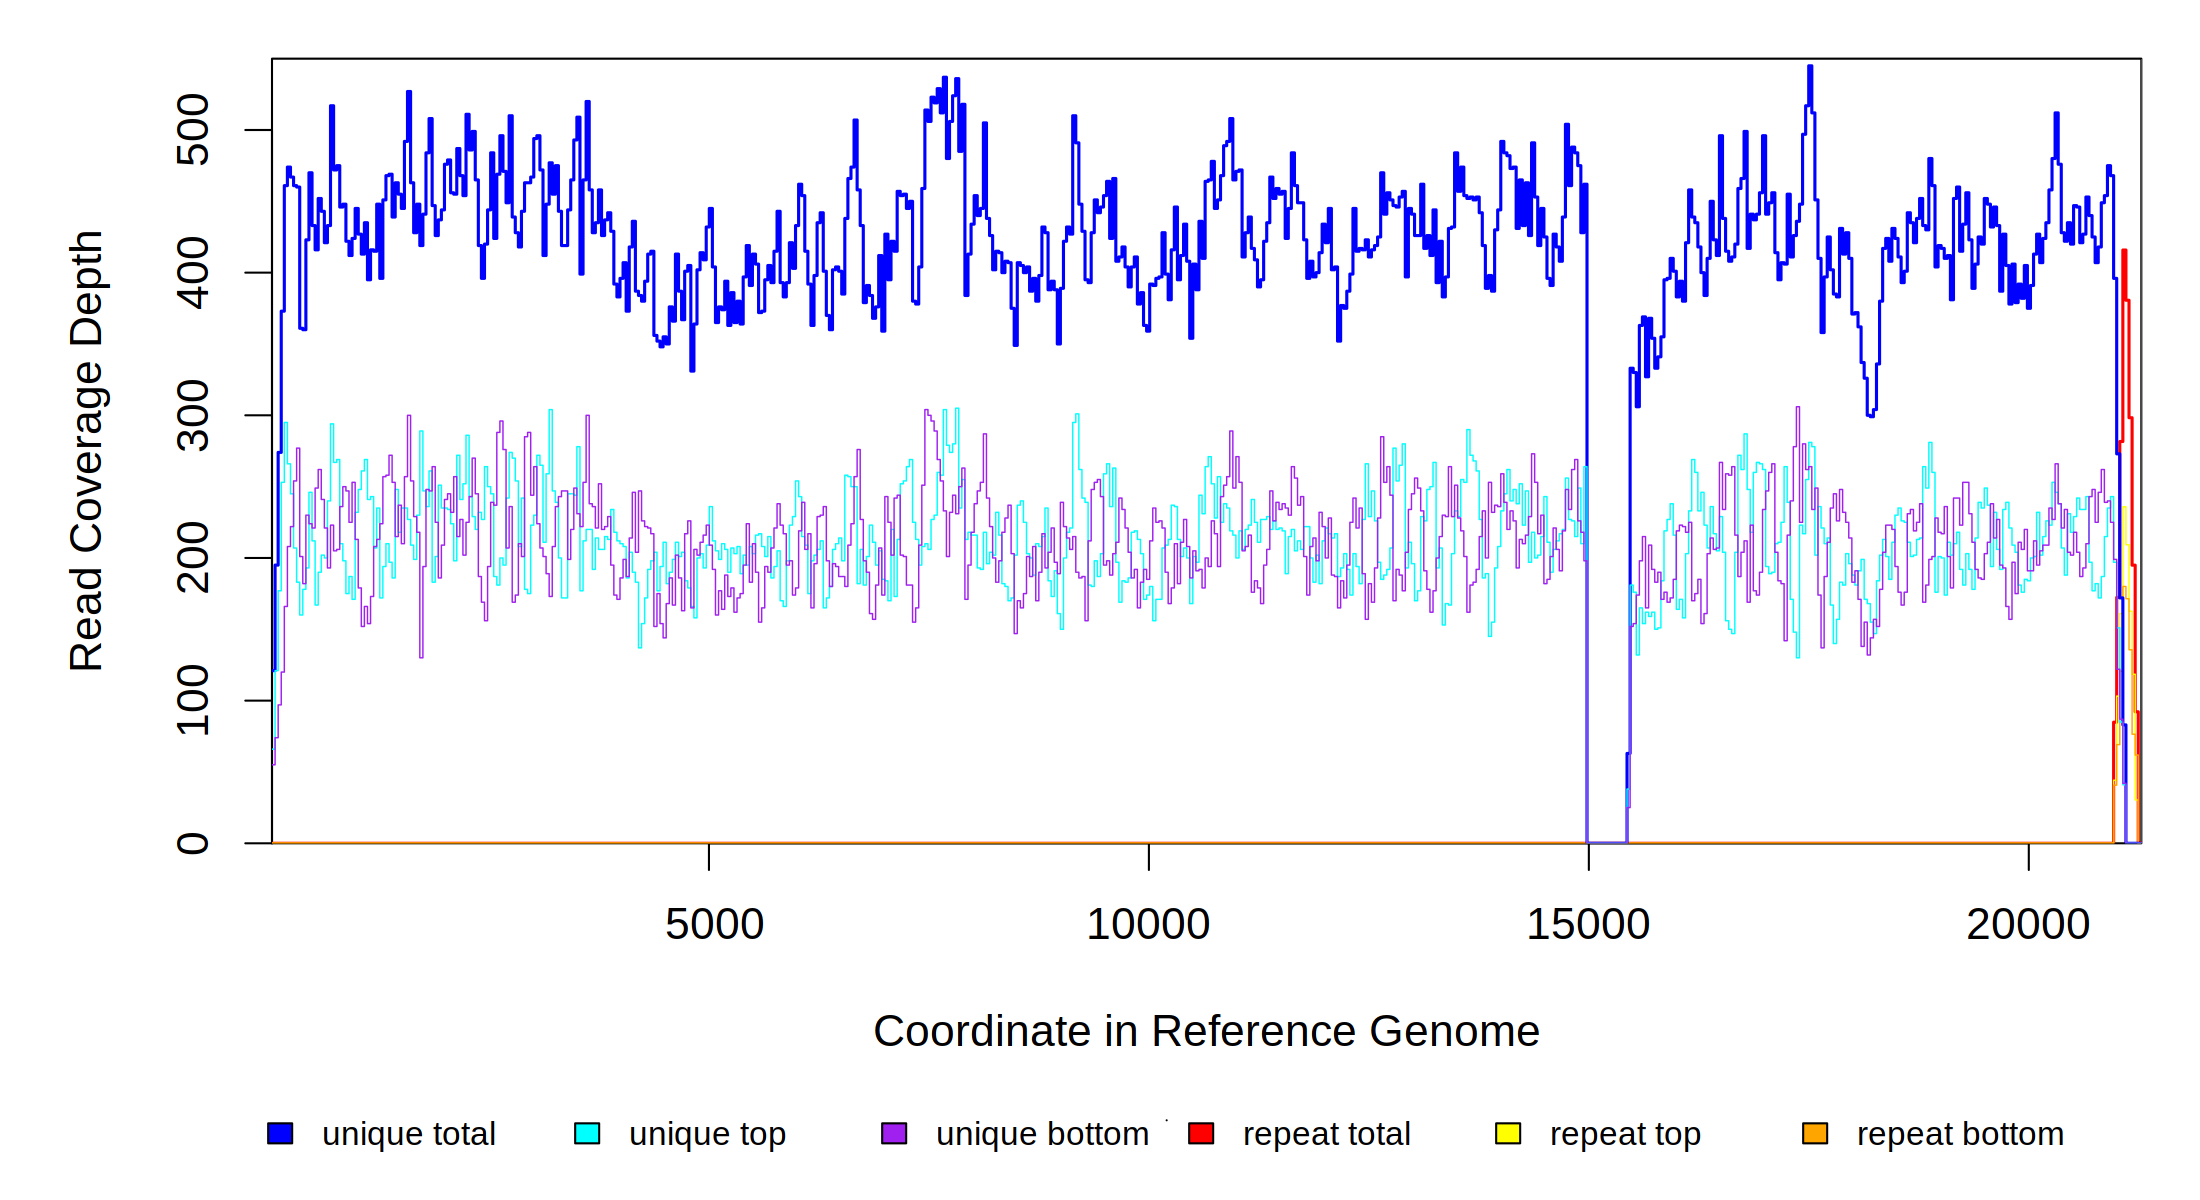 Read Coverage Depth
500
400
300
200
100
0
5000 10000 15000 20000
Coordinate in Reference Genome
unique total unique top unique bottom repeat total repeat top repeat bottom